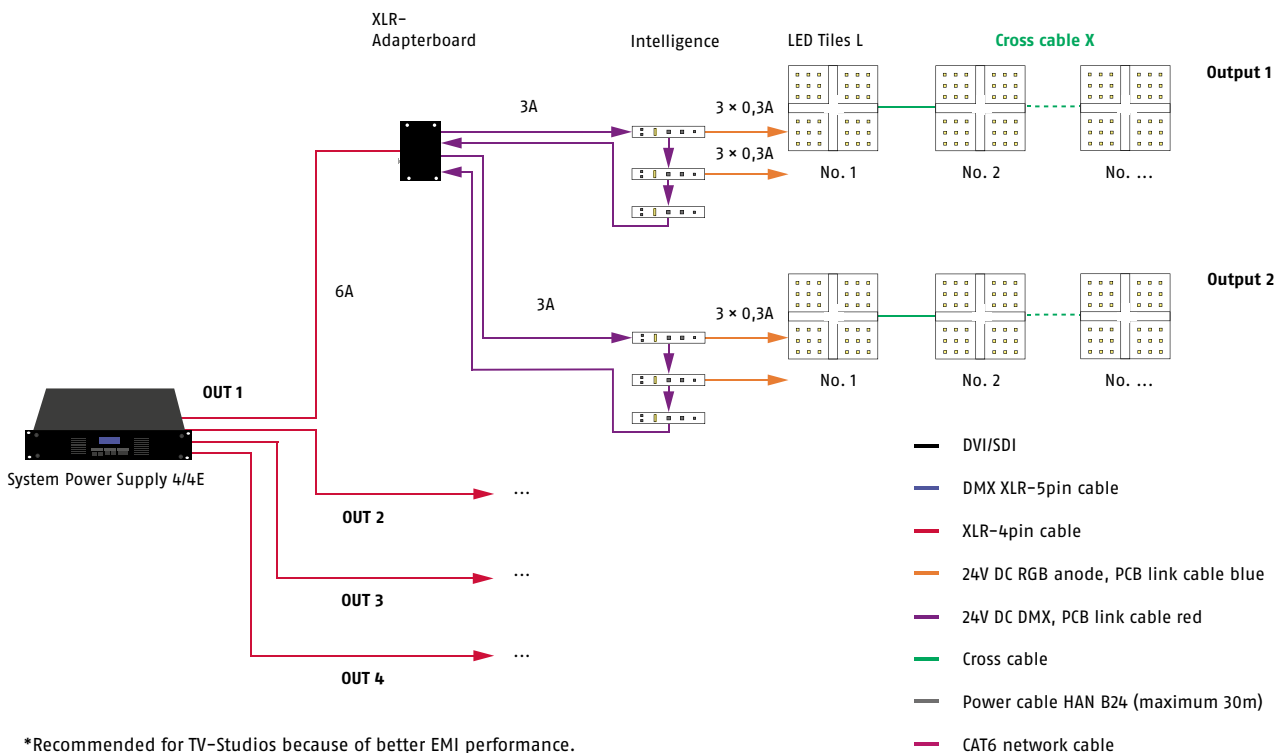 XLR-
Adapterboard
Intelligence
LED Tiles L
Cross cable X
Output 1
3A
3 × 0,3A
3 × 0,3A
No. 1
No. 2
No. ...
6A
3A
3 × 0,3A
Output 2
No. 1
No. 2
No. ...
OUT 1
System Power Supply 4/4E
OUT 2
...
OUT 3
...
OUT 4
...
DVI/SDI
DMX XLR-5pin cable
XLR-4pin cable
24V DC RGB anode, PCB link cable blue
24V DC DMX, PCB link cable red
Cross cable
Power cable HAN B24 (maximum 30m)
CAT6 network cable
*Recommended for TV-Studios because of better EMI performance.